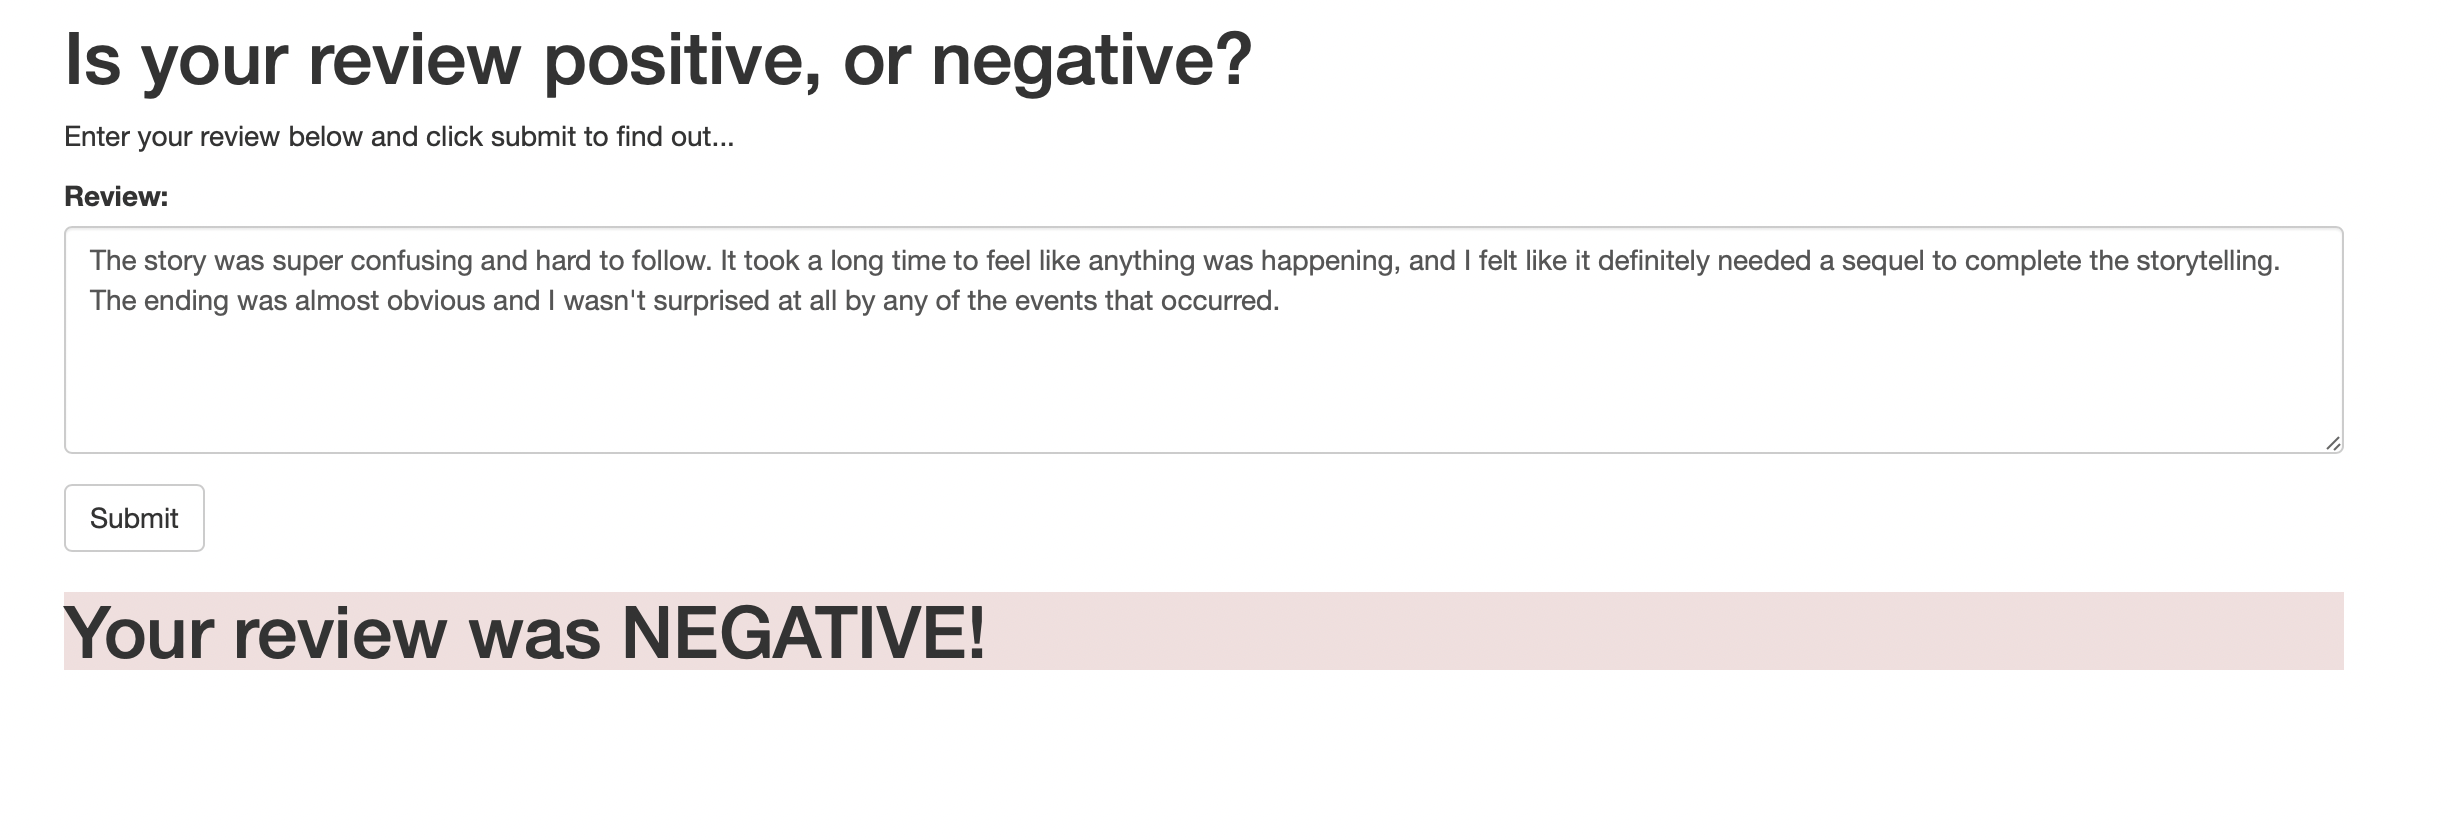 Is your review positive, or negative?
Enter your review below and click submit to find out...
Review:
The story was super confusing and hard to follow. It took a long time to feel like anything was happening, and I felt like it definitely needed a sequel to complete the storytelling.
The ending was almost obvious and I wasn't surprised at all by any of the events that occurred.
Submit
Your review was NEGATIVE!